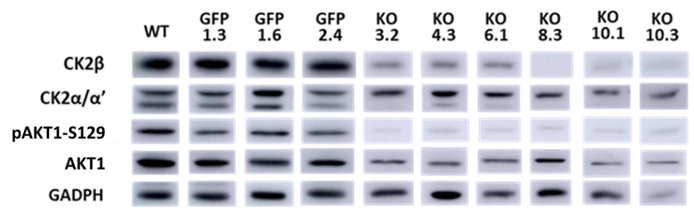 WT GFP GFP GFP KO KO KO KO KO KO
1.3 1.6 2.4 3.2 4.3 6.1 8.3 10.1 10.3
CK2β
CK2α/α’
pAKT1-S129
AKT1
GADPH